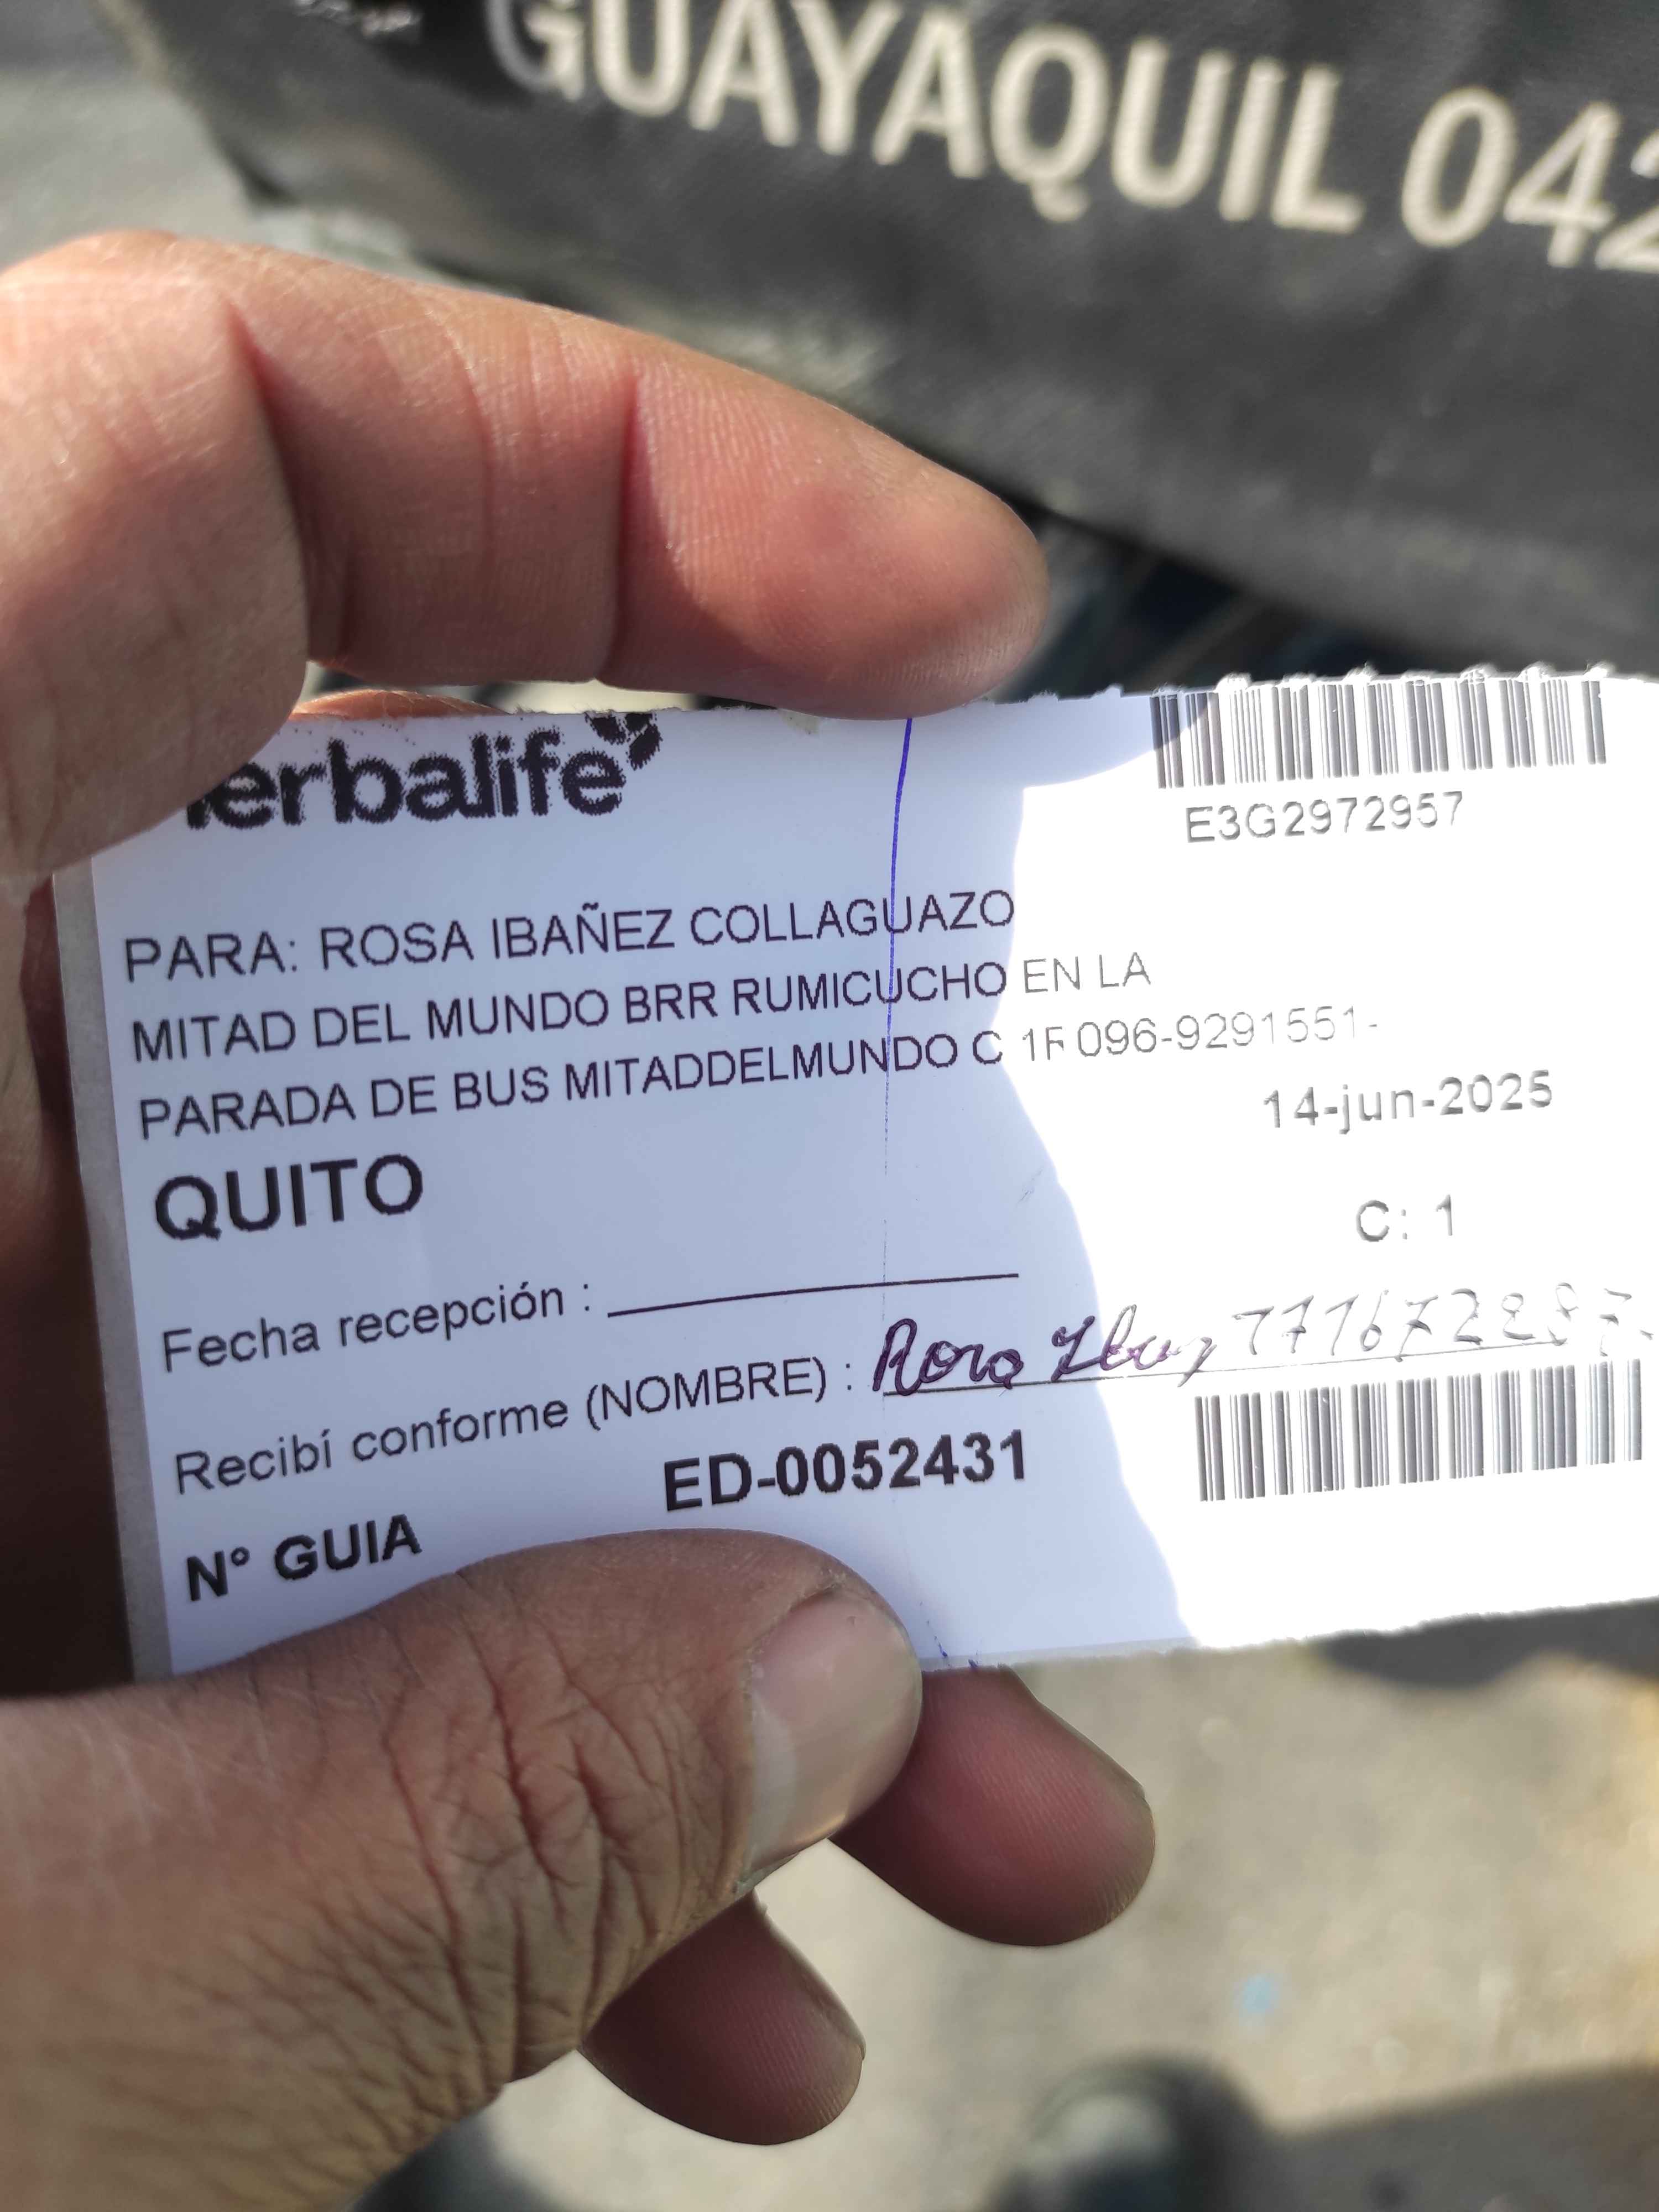 GUAYAQUIL 042
erbalife
E3G2972957
PARA: ROSA IBAÑEZ COLLAGUAZO
MITAD DEL MUNDO BRR RUMICUCHO EN LA
PARADA DE BUS MITADDELMUNDO C 1F 096-9291551-
14-jun-2025
QUITO
C: 1
Fecha recepción :
Recibí conforme (NOMBRE) : Rosa
ED-0052431
N° GUIA